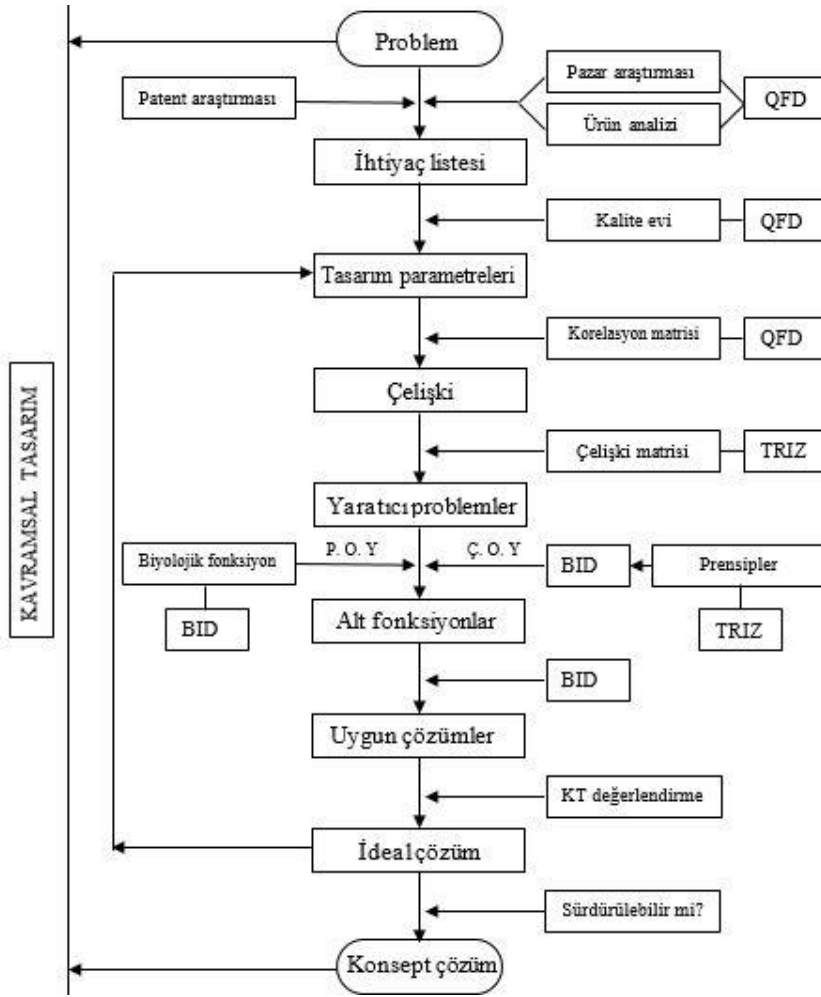 Problem
Patent araştırması
Pazar araştırması
Ürün analizi
QFD
İhtiyaç listesi
Kalite evi
QFD
Tasarım parametreleri
Korelasyon matrisi
QFD
Çelişki
KAVRAMSAL TASARIM
Çelişki matrisi
TRIZ
Yaratıcı problemler
P. O. Y
Ç. O. Y
Biyolojik fonksiyon
BID
Prensipler
BID
Alt fonksiyonlar
TRIZ
BID
Uygun çözümler
KT değerlendirme
İdeal çözüm
Sürdürülebilir mi?
Konsept çözüm